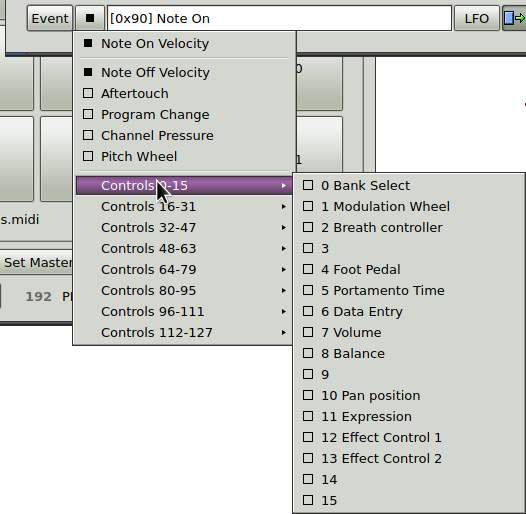 Event [0x90] Note On LFO
Note On Velocity
Note Off Velocity
Aftertouch
Program Change
Channel Pressure
Pitch Wheel
Controls 0-15
Controls 16-31
Controls 32-47
Controls 48-63
Controls 64-79
Controls 80-95
Controls 96-111
Controls 112-127
0 Bank Select
1 Modulation Wheel
2 Breath controller
3
4 Foot Pedal
5 Portamento Time
6 Data Entry
7 Volume
8 Balance
9
10 Pan position
11 Expression
12 Effect Control 1
13 Effect Control 2
14
15
0
1
s.midi
Set Master
192